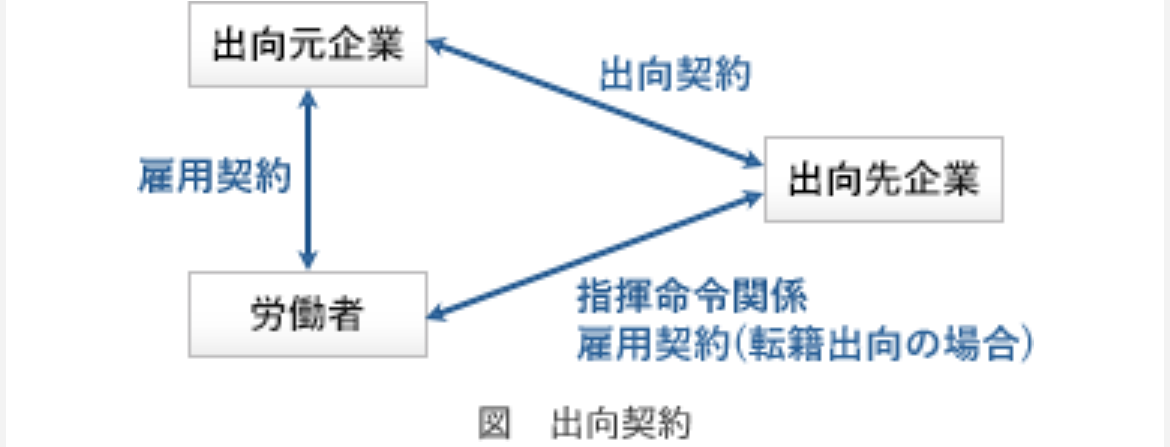 出向元企業
出向契約
雇用契約
出向先企業
労働者
指揮命令関係
雇用契約(転籍出向の場合)
図　出向契約